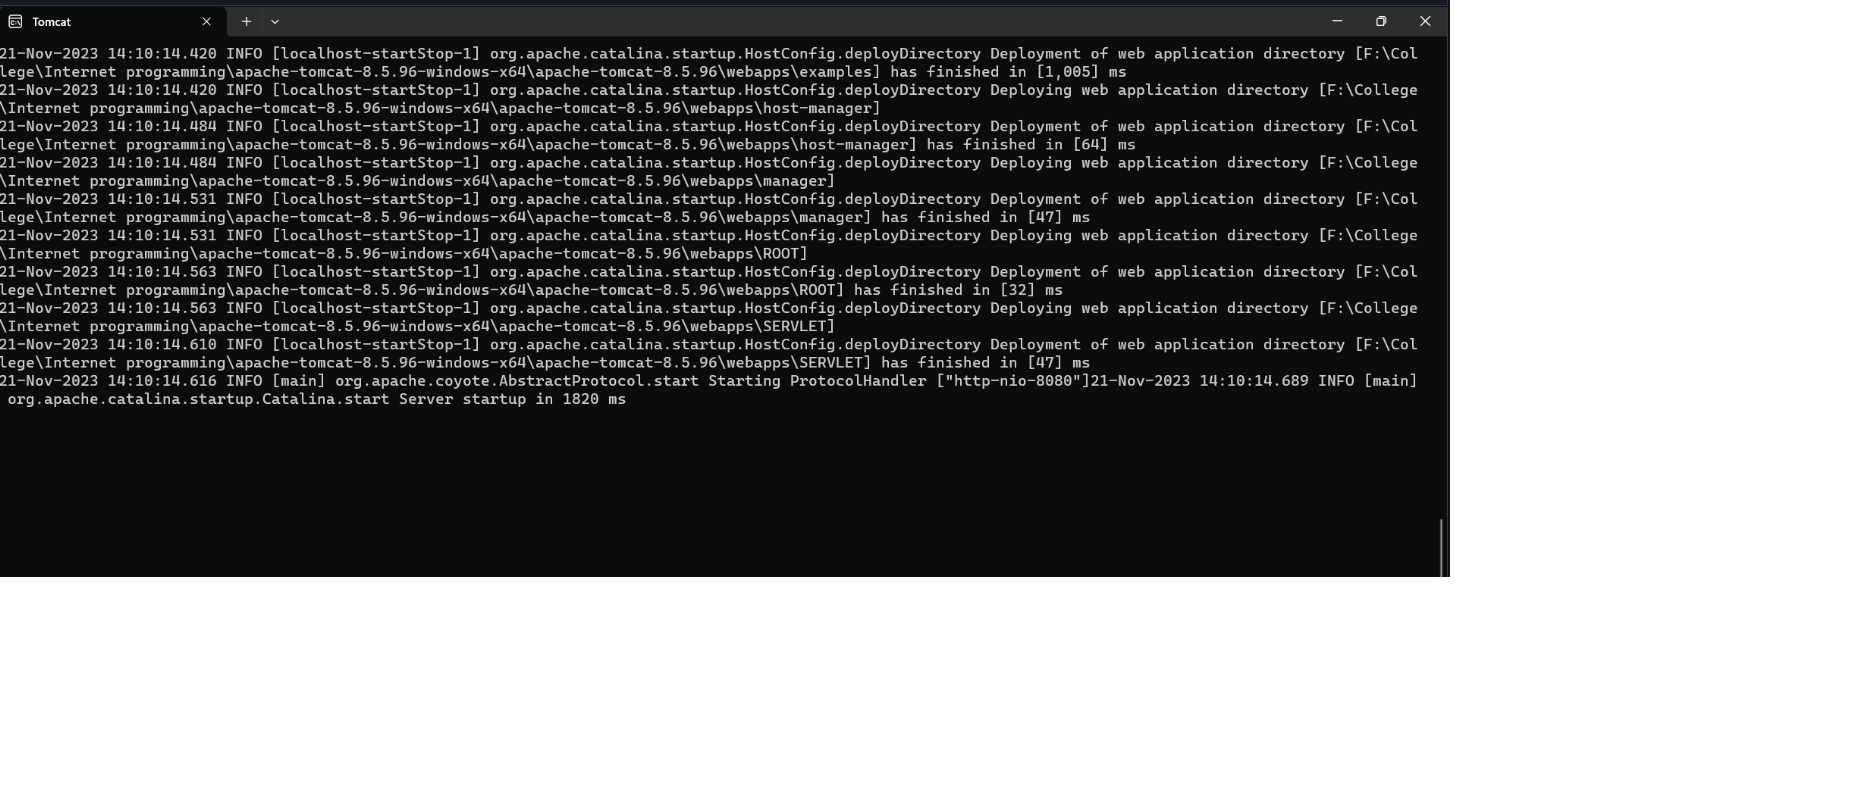 Tomcat
21-Nov-2023 14:10:14.420 INFO [localhost-startStop-1] org.apache.catalina.startup.HostConfig.deployDirectory Deployment of web application directory [F:\Col
lege\Internet programming\apache-tomcat-8.5.96-windows-x64\apache-tomcat-8.5.96\webapps\examples] has finished in [1,005] ms
21-Nov-2023 14:10:14.420 INFO [localhost-startStop-1] org.apache.catalina.startup.HostConfig.deployDirectory Deploying web application directory [F:\College
\Internet programming\apache-tomcat-8.5.96-windows-x64\apache-tomcat-8.5.96\webapps\host-manager]
21-Nov-2023 14:10:14.484 INFO [localhost-startStop-1] org.apache.catalina.startup.HostConfig.deployDirectory Deployment of web application directory [F:\Col
lege\Internet programming\apache-tomcat-8.5.96-windows-x64\apache-tomcat-8.5.96\webapps\host-manager] has finished in [64] ms
21-Nov-2023 14:10:14.484 INFO [localhost-startStop-1] org.apache.catalina.startup.HostConfig.deployDirectory Deploying web application directory [F:\College
\Internet programming\apache-tomcat-8.5.96-windows-x64\apache-tomcat-8.5.96\webapps\manager]
21-Nov-2023 14:10:14.531 INFO [localhost-startStop-1] org.apache.catalina.startup.HostConfig.deployDirectory Deployment of web application directory [F:\Col
lege\Internet programming\apache-tomcat-8.5.96-windows-x64\apache-tomcat-8.5.96\webapps\manager] has finished in [47] ms
21-Nov-2023 14:10:14.531 INFO [localhost-startStop-1] org.apache.catalina.startup.HostConfig.deployDirectory Deploying web application directory [F:\College
\Internet programming\apache-tomcat-8.5.96-windows-x64\apache-tomcat-8.5.96\webapps\ROOT]
21-Nov-2023 14:10:14.563 INFO [localhost-startStop-1] org.apache.catalina.startup.HostConfig.deployDirectory Deployment of web application directory [F:\Col
lege\Internet programming\apache-tomcat-8.5.96-windows-x64\apache-tomcat-8.5.96\webapps\ROOT] has finished in [32] ms
21-Nov-2023 14:10:14.563 INFO [localhost-startStop-1] org.apache.catalina.startup.HostConfig.deployDirectory Deploying web application directory [F:\College
\Internet programming\apache-tomcat-8.5.96-windows-x64\apache-tomcat-8.5.96\webapps\SERVLET]
21-Nov-2023 14:10:14.610 INFO [localhost-startStop-1] org.apache.catalina.startup.HostConfig.deployDirectory Deployment of web application directory [F:\Col
lege\Internet programming\apache-tomcat-8.5.96-windows-x64\apache-tomcat-8.5.96\webapps\SERVLET] has finished in [47] ms
21-Nov-2023 14:10:14.616 INFO [main] org.apache.coyote.AbstractProtocol.start Starting ProtocolHandler ["http-nio-8080"]21-Nov-2023 14:10:14.689 INFO [main]
org.apache.catalina.startup.Catalina.start Server startup in 1820 ms